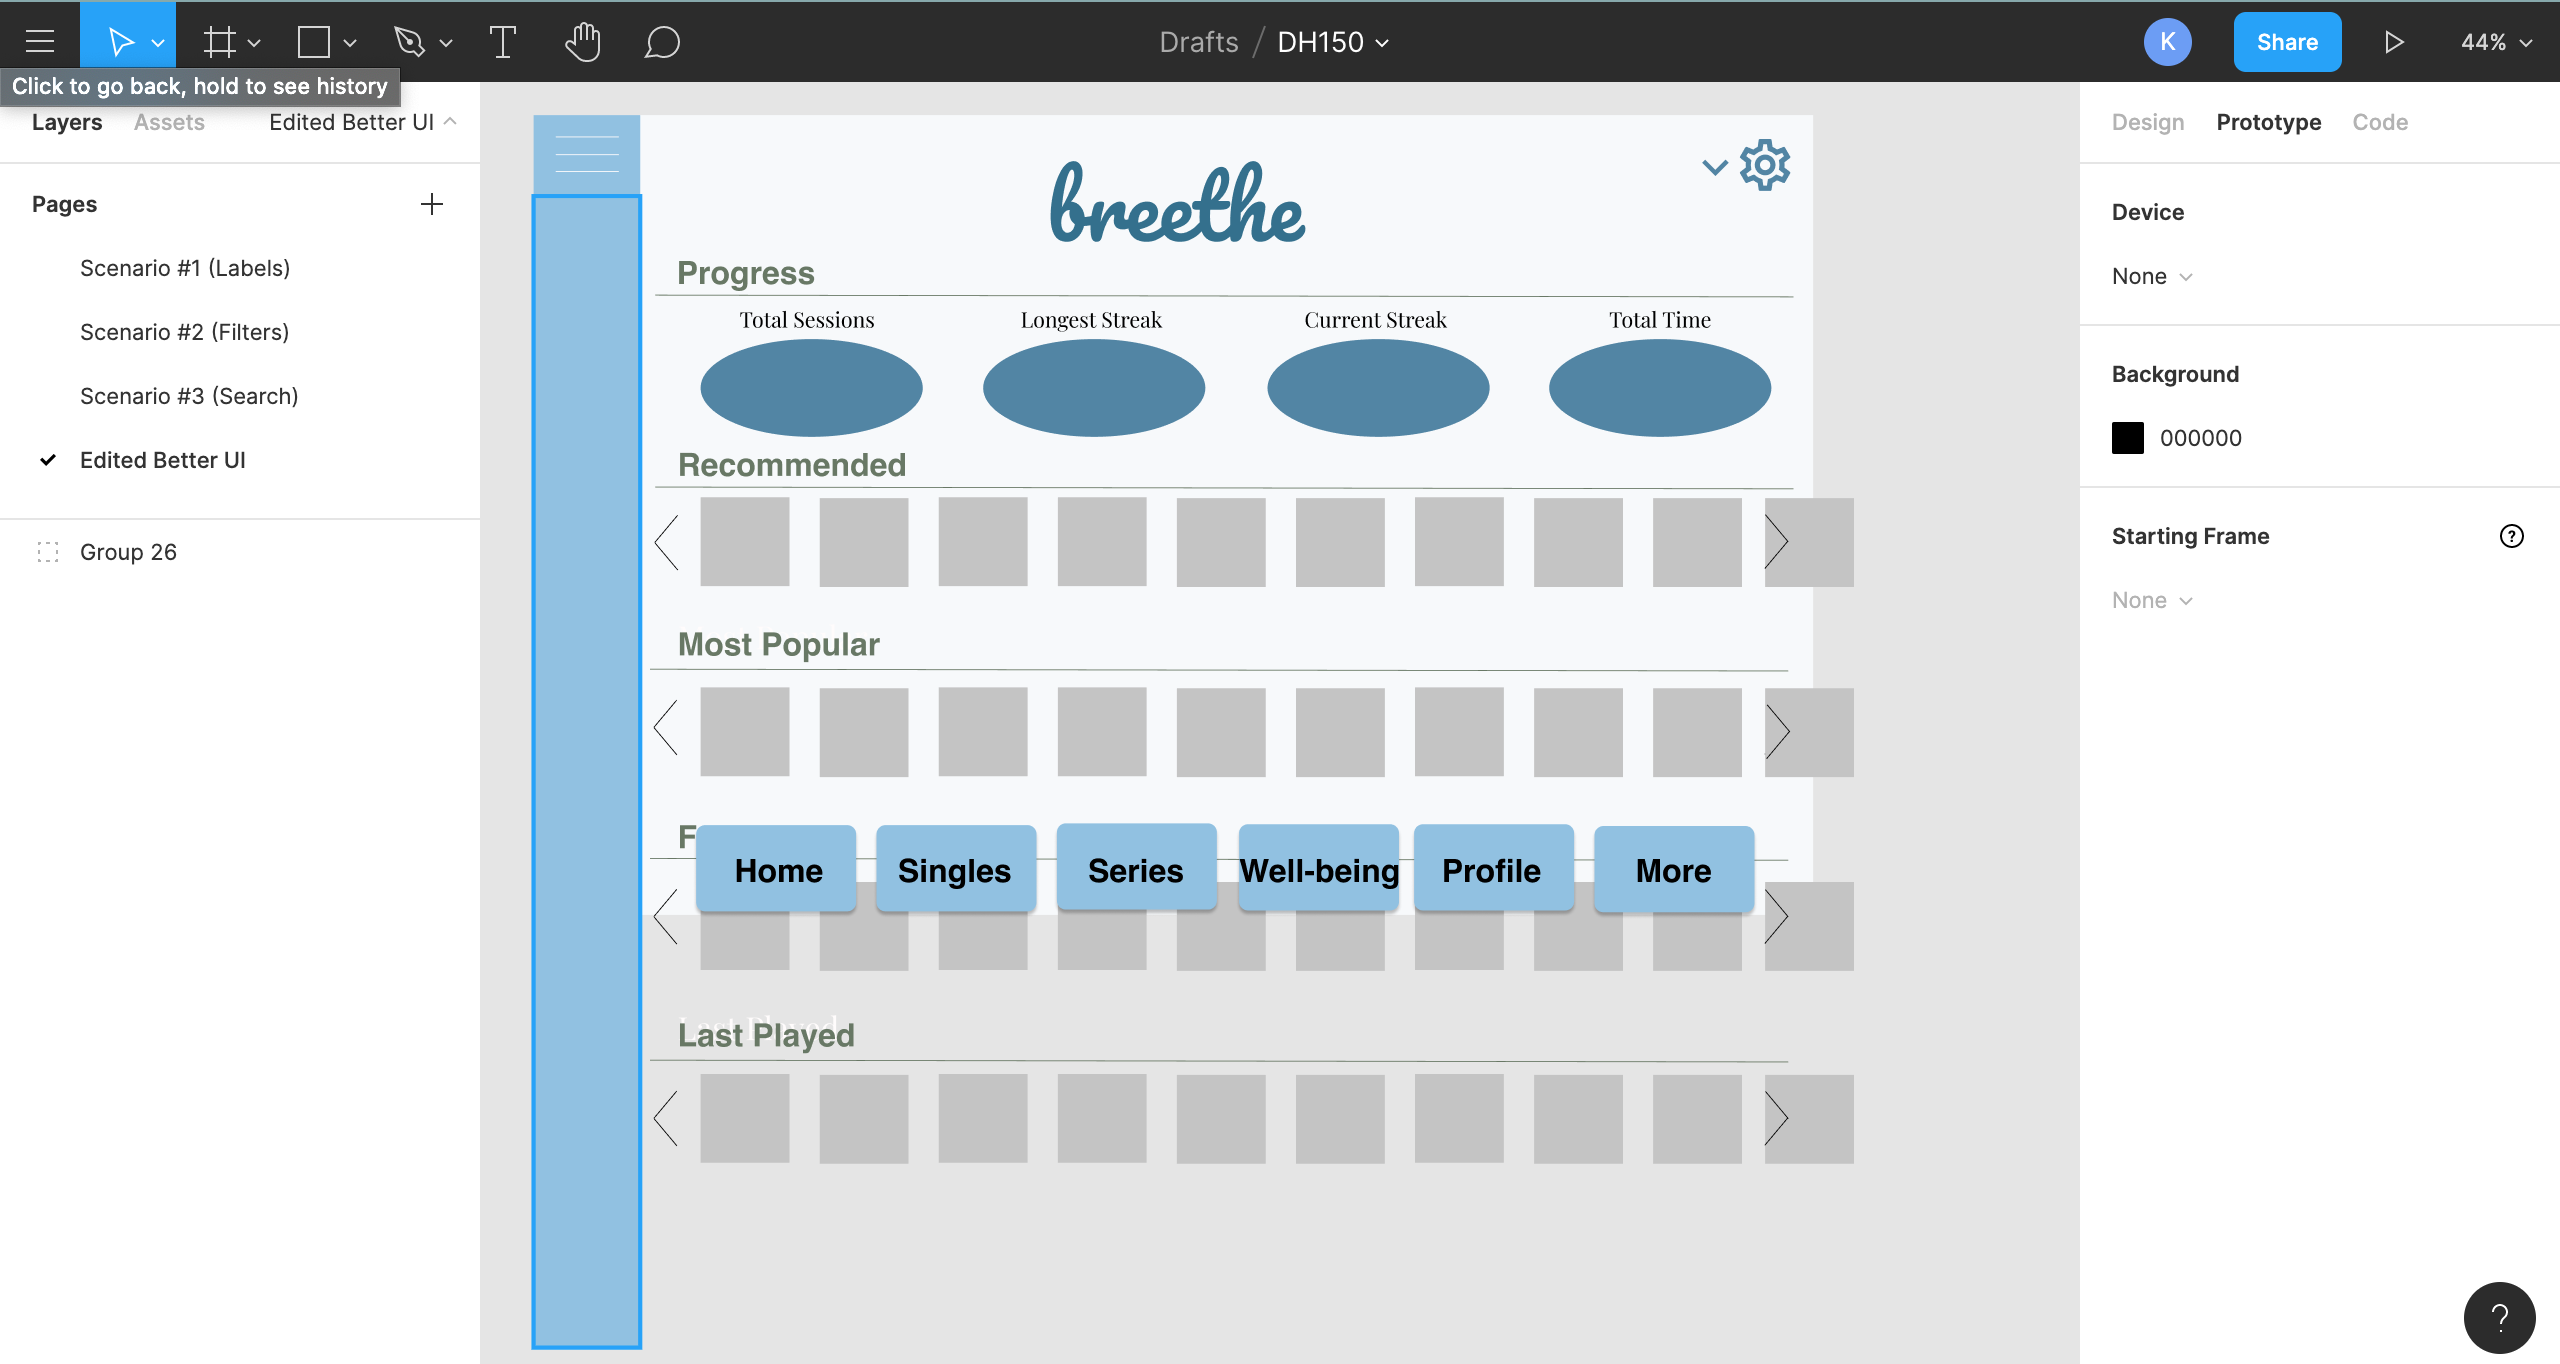 Drafts / DH150
K
Share
44%
Click to go back, hold to see history
Layers
Assets
Edited Better UI
Design
Prototype
Code
Pages
Scenario #1 (Labels)
Scenario #2 (Filters)
Scenario #3 (Search)
Edited Better UI
Group 26
breethe
Progress
Total Sessions
Longest Streak
Current Streak
Total Time
Recommended
Most Popular
F
Home
Singles
Series
Well-being
Profile
More
Last Played
Last Played
Device
None
Background
000000
Starting Frame
?
None
?